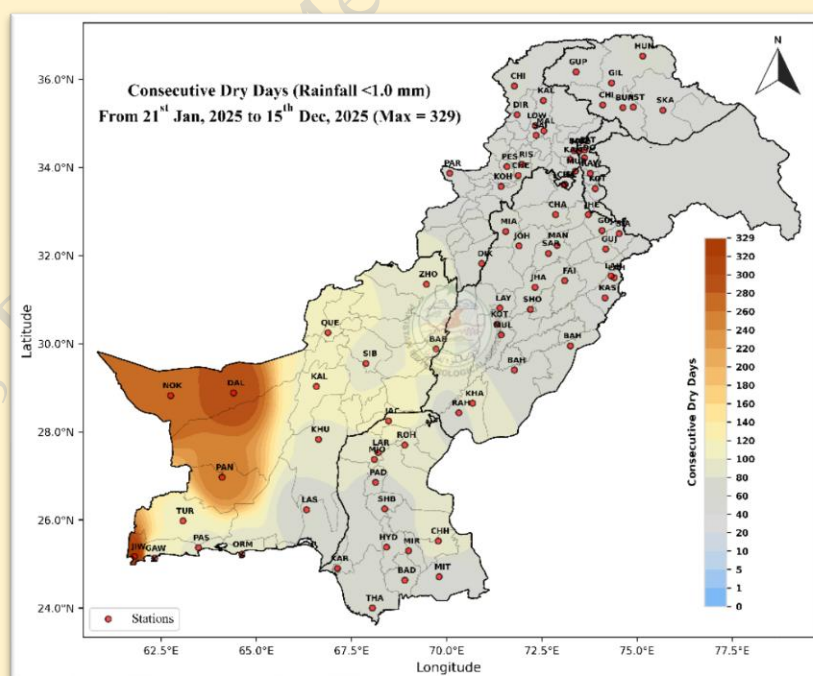 Consecutive Dry Days (Rainfall <1.0 mm)
From 21st Jan, 2025 to 15th Dec, 2025 (Max = 329)
N
36.0°N
34.0°N
32.0°N
30.0°N
28.0°N
26.0°N
24.0°N
Latitude
62.5°E 65.0°E 67.5°E 70.0°E 72.5°E 75.0°E 77.5°E
Longitude
Stations
Consecutive Dry Days
329
320
300
280
260
240
220
200
180
160
140
120
100
80
60
40
20
10
5
1
0
HUN
GUP
GIL
CHI
KAL
CHI
BUN
AST
SKA
DIR
LOW
MAL
PAR
PES
RIS
CHE
KOH
KOT
CHA
JHE
MIA
JOH
MAN
SAR
GUJ
DIK
ZHO
JHA
FAI
KAS
LAY
SHO
KOT
MUL
QUE
BAR
BAH
SIB
BAH
NOK
DAL
KAL
KHA
RAH
JAC
KHU
ROH
LAR
MIO
PAN
PAD
LAS
SHB
TUR
CHH
PAS
HYD
MIR
JIW
GAW
ORM
KAR
BAD
MIT
THA